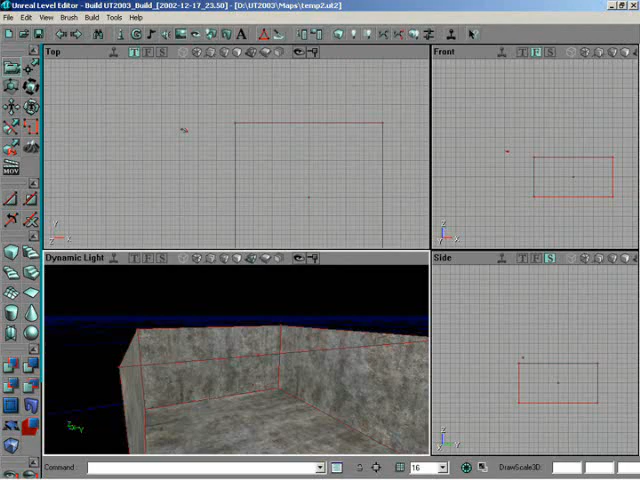 Unreal Level Editor - Build UT2003_Build_[2002-12-17_23.50] - [D:\UT2003\Maps\temp2.ut2]
File Edit View Brush Build Tools Help
Top
T F S
Front
T F S
MOV
Y
Z X
Z
Y X
Dynamic Light
T F S
Side
T F S
Z
X Y
Command
16
DrawScale3D: